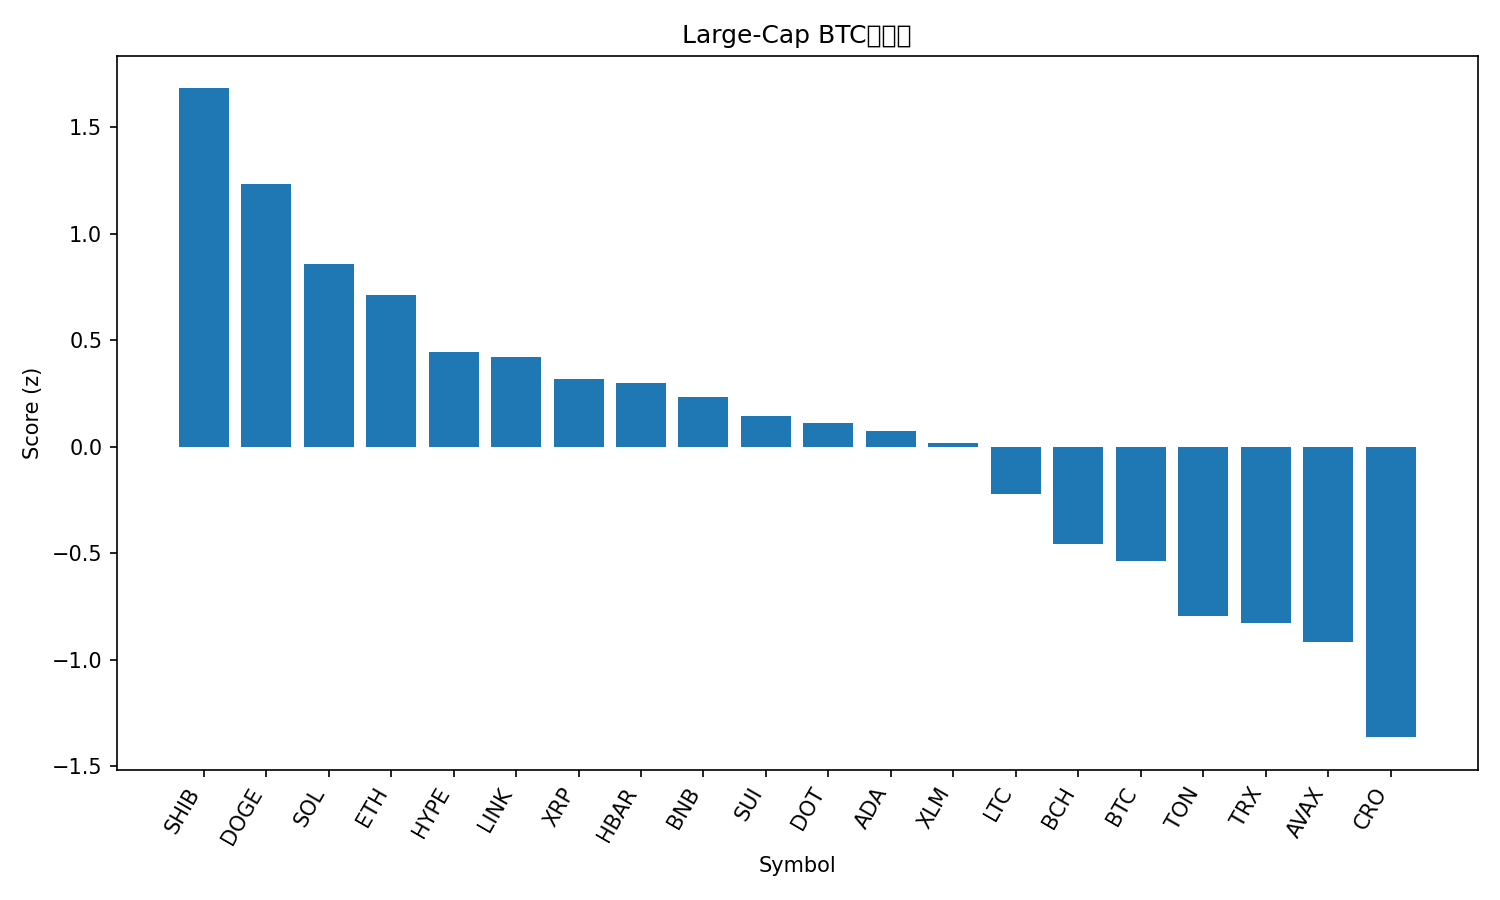 Large-Cap BTC
Score (z)
1.5
1.0
0.5
0.0
−0.5
−1.0
−1.5
SHIB
DOGE
SOL
ETH
HYPE
LINK
XRP
HBAR
BNB
SUI
DOT
ADA
XLM
LTC
BCH
BTC
TON
TRX
AVAX
CRO
Symbol